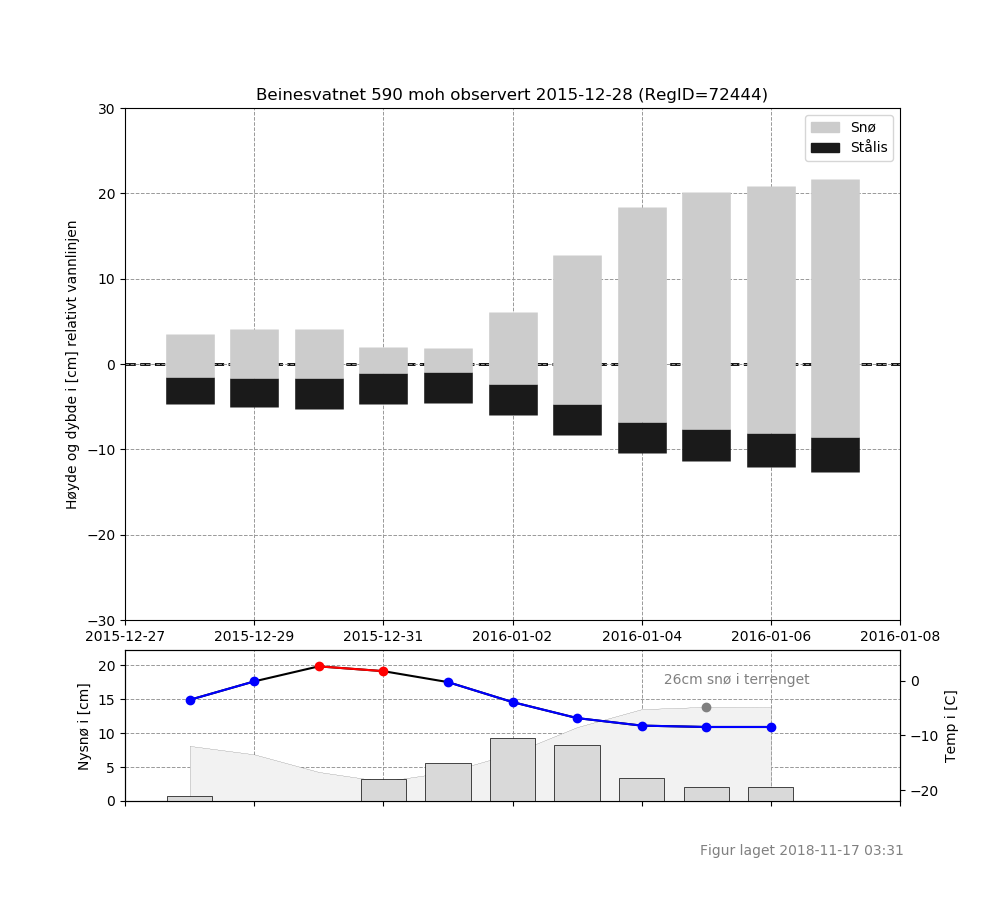 Beinesvatnet 590 moh observert 2015-12-28 (RegID=72444)
Snø
Stålis
Høyde og dybde i [cm] relativt vannlinjen
30
20
10
0
−10
−20
−30
2015-12-27 2015-12-29 2015-12-31 2016-01-02 2016-01-04 2016-01-06 2016-01-08
Nysnø i [cm]
20
15
10
5
0
26cm snø i terrenget
0
−10
−20
Temp i [C]
Figur laget 2018-11-17 03:31